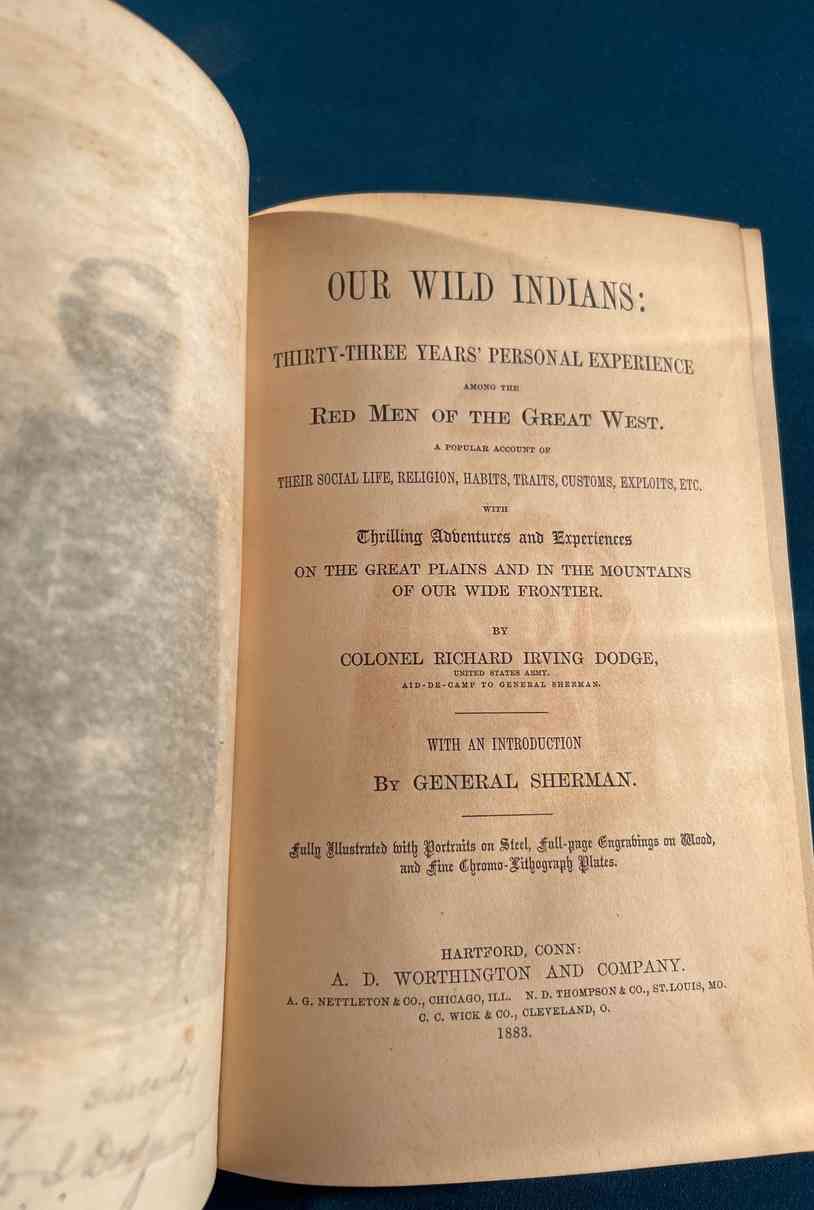 OUR WILD INDIANS:
THIRTY-THREE YEARS' PERSONAL EXPERIENCE
AMONG THE
RED MEN OF THE GREAT WEST.
A POPULAR ACCOUNT OF
THEIR SOCIAL LIFE, RELIGION, HABITS, TRAITS, CUSTOMS, EXPLOITS, ETC.
WITH
Thrilling Adventures and Experiences
ON THE GREAT PLAINS AND IN THE MOUNTAINS
OF OUR WIDE FRONTIER.
BY
COLONEL RICHARD IRVING DODGE,
UNITED STATES ARMY.
AID-DE-CAMP TO GENERAL SHERMAN.
WITH AN INTRODUCTION
BY GENERAL SHERMAN.
Fully Illustrated with Portraits on Steel, Full-page Engravings on Wood,
and Fine Chromo-Lithograph Plates.
HARTFORD, CONN:
A. D. WORTHINGTON AND COMPANY.
A. G. NETTLETON & CO., CHICAGO, ILL. N. D. THOMPSON & CO., ST. LOUIS, MO.
C. C. WICK & CO., CLEVELAND, O.
1883.
sincerely
Dodge